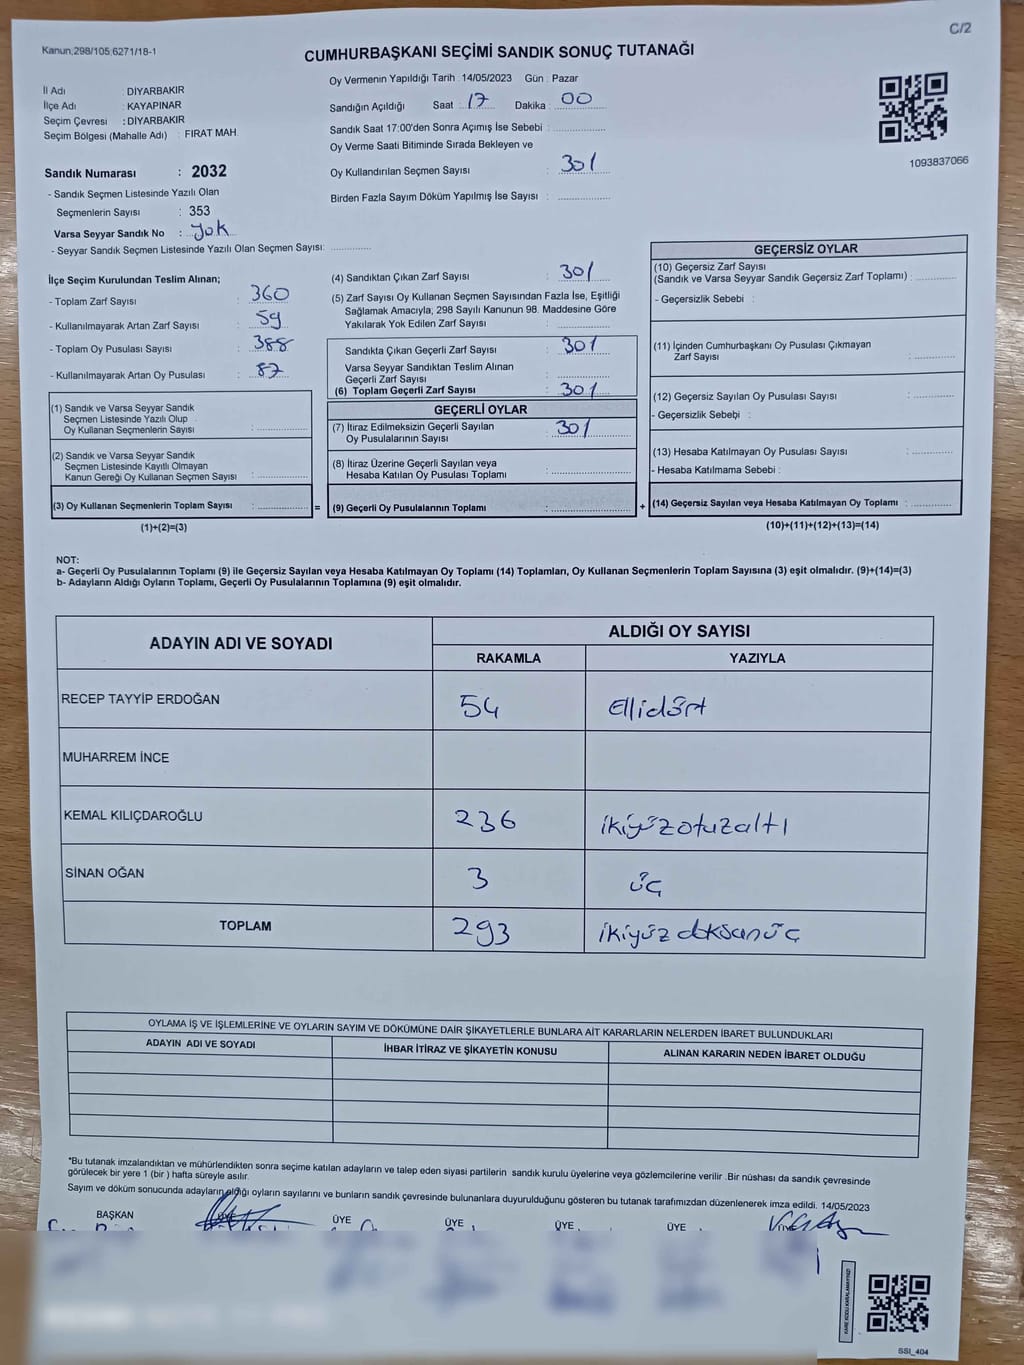 C/2
Kanun;298/105;6271/18-1
CUMHURBAŞKANI SEÇİMİ SANDIK SONUÇ TUTANAĞI
İl Adı : DİYARBAKIR
İlçe Adı : KAYAPINAR
Seçim Çevresi : DİYARBAKIR
Seçim Bölgesi (Mahalle Adı) : FIRAT MAH.
Oy Vermenin Yapıldığı Tarih : 14/05/2023 Gün : Pazar
Sandığın Açıldığı Saat : 17 Dakika : 00
Sandık Saat 17:00'den Sonra Açımış İse Sebebi :
Oy Verme Saati Bitiminde Sırada Bekleyen ve
Oy Kullandırılan Seçmen Sayısı : 301
Birden Fazla Sayım Döküm Yapılmış İse Sayısı :
1093837066
Sandık Numarası : 2032
- Sandık Seçmen Listesinde Yazılı Olan
Seçmenlerin Sayısı : 353
Varsa Seyyar Sandık No : yok
- Seyyar Sandık Seçmen Listesinde Yazılı Olan Seçmen Sayısı:
İlçe Seçim Kurulundan Teslim Alınan;
- Toplam Zarf Sayısı : 360
- Kullanılmayarak Artan Zarf Sayısı : 59
- Toplam Oy Pusulası Sayısı : 388
- Kullanılmayarak Artan Oy Pusulası : 87
(1) Sandık ve Varsa Seyyar Sandık
Seçmen Listesinde Yazılı Olup
Oy Kullanan Seçmenlerin Sayısı :
(2) Sandık ve Varsa Seyyar Sandık
Seçmen Listesinde Kayıtlı Olmayan
Kanun Gereği Oy Kullanan Seçmen Sayısı :
(3) Oy Kullanan Seçmenlerin Toplam Sayısı : =
(1)+(2)=(3)
(4) Sandıktan Çıkan Zarf Sayısı : 301
(5) Zarf Sayısı Oy Kullanan Seçmen Sayısından Fazla İse, Eşitliği
Sağlamak Amacıyla; 298 Sayılı Kanunun 98. Maddesine Göre
Yakılarak Yok Edilen Zarf Sayısı :
Sandıkta Çıkan Geçerli Zarf Sayısı : 301
Varsa Seyyar Sandıktan Teslim Alınan
Geçerli Zarf Sayısı :
(6) Toplam Geçerli Zarf Sayısı : 301
GEÇERLİ OYLAR
(7) İtiraz Edilmeksizin Geçerli Sayılan
Oy Pusulalarının Sayısı : 301
(8) İtiraz Üzerine Geçerli Sayılan veya
Hesaba Katılan Oy Pusulası Toplamı :
(9) Geçerli Oy Pusulalarının Toplamı : +
GEÇERSİZ OYLAR
(10) Geçersiz Zarf Sayısı
(Sandık ve Varsa Seyyar Sandık Geçersiz Zarf Toplamı) :
- Geçersizlik Sebebi :
(11) İçinden Cumhurbaşkanı Oy Pusulası Çıkmayan
Zarf Sayısı :
(12) Geçersiz Sayılan Oy Pusulası Sayısı :
- Geçersizlik Sebebi :
(13) Hesaba Katılmayan Oy Pusulası Sayısı :
- Hesaba Katılmama Sebebi :
(14) Geçersiz Sayılan veya Hesaba Katılmayan Oy Toplamı :
(10)+(11)+(12)+(13)=(14)
NOT:
a- Geçerli Oy Pusulalarının Toplamı (9) ile Geçersiz Sayılan veya Hesaba Katılmayan Oy Toplamı (14) Toplamları, Oy Kullanan Seçmenlerin Toplam Sayısına (3) eşit olmalıdır. (9)+(14)=(3)
b- Adayların Aldığı Oyların Toplamı, Geçerli Oy Pusulalarının Toplamına (9) eşit olmalıdır.
ADAYIN ADI VE SOYADI ALDIĞI OY SAYISI
RAKAMLA YAZIYLA
RECEP TAYYİP ERDOĞAN 54 Ellidört
MUHARREM İNCE
KEMAL KILIÇDAROĞLU 236 ikiyüzotuzaltı
SİNAN OĞAN 3 üç
TOPLAM 293 ikiyüz doksanüç
OYLAMA İŞ VE İŞLEMLERİNE VE OYLARIN SAYIM VE DÖKÜMÜNE DAİR ŞİKAYETLERLE BUNLARA AİT KARARLARIN NELERDEN İBARET BULUNDUKLARI
ADAYIN ADI VE SOYADI İHBAR İTİRAZ VE ŞİKAYETİN KONUSU ALINAN KARARIN NEDEN İBARET OLDUĞU
*Bu tutanak imzalandıktan ve mühürlendikten sonra seçime katılan adayların ve talep eden siyasi partilerin sandık kurulu üyelerine veya gözlemcilerine verilir. Bir nüshası da sandık çevresinde
görülecek bir yere 1 (bir) hafta süreyle asılır.
Sayım ve döküm sonucunda adayların aldığı oyların sayılarını ve bunların sandık çevresinde bulunanlara duyurulduğunu gösteren bu tutanak tarafımızdan düzenlenerek imza edildi. 14/05/2023
BAŞKAN ÜYE ÜYE ÜYE ÜYE
SSI_404